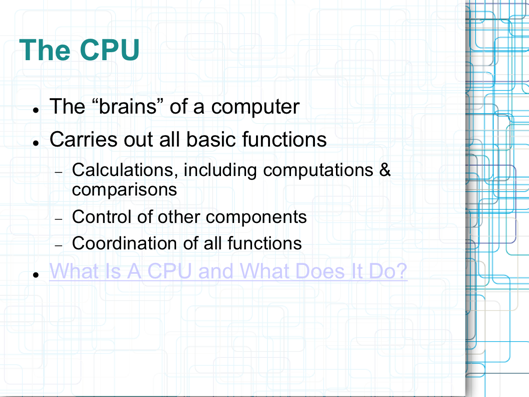 The CPU
● The “brains” of a computer
● Carries out all basic functions
– Calculations, including computations &
comparisons
– Control of other components
– Coordination of all functions
● What Is A CPU and What Does It Do?